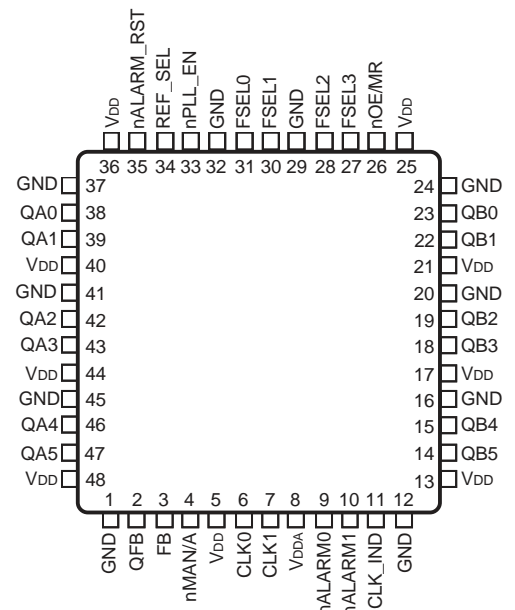 VDD nALARM_RST REF_SEL nPLL_EN GND FSEL0 FSEL1 GND FSEL2 FSEL3 nOE/MR VDD
36 35 34 33 32 31 30 29 28 27 26 25
GND 37 24 GND
QA0 38 23 QB0
QA1 39 22 QB1
VDD 40 21 VDD
GND 41 20 GND
QA2 42 19 QB2
QA3 43 18 QB3
VDD 44 17 VDD
GND 45 16 GND
QA4 46 15 QB4
QA5 47 14 QB5
VDD 48 13 VDD
1 2 3 4 5 6 7 8 9 10 11 12
GND QFB FB nMAN/A VDD CLK0 CLK1 VDDA nALARM0 nALARM1 CLK_IND GND